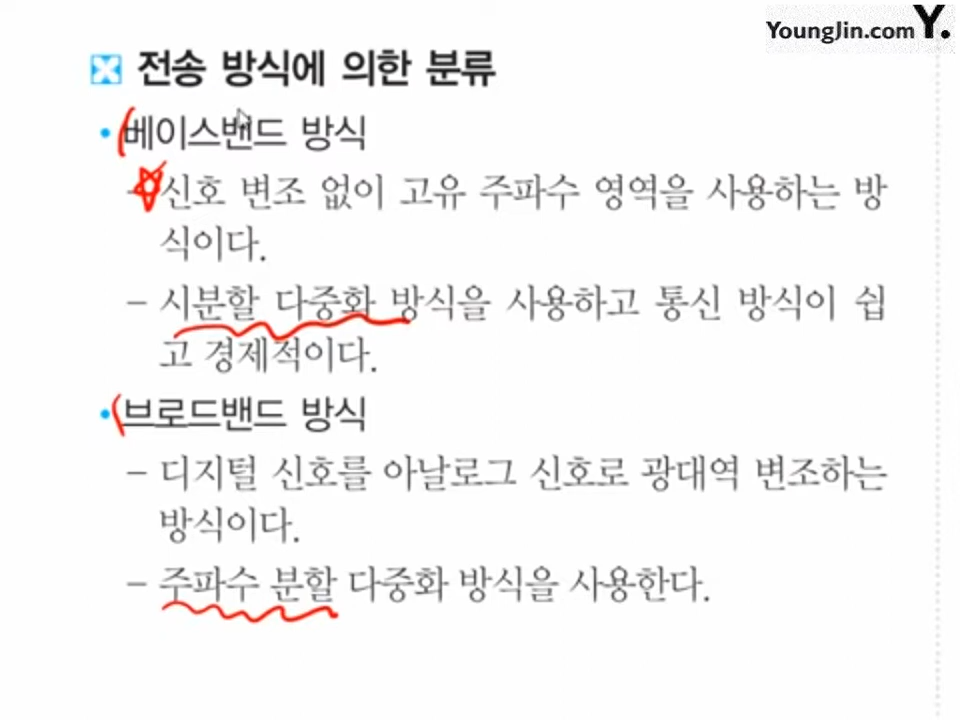 YoungJin.com Y.
전송 방식에 의한 분류
• 베이스밴드 방식
– 신호 변조 없이 고유 주파수 영역을 사용하는 방
식이다.
– 시분할 다중화 방식을 사용하고 통신 방식이 쉽
고 경제적이다.
• 브로드밴드 방식
– 디지털 신호를 아날로그 신호로 광대역 변조하는
방식이다.
– 주파수 분할 다중화 방식을 사용한다.